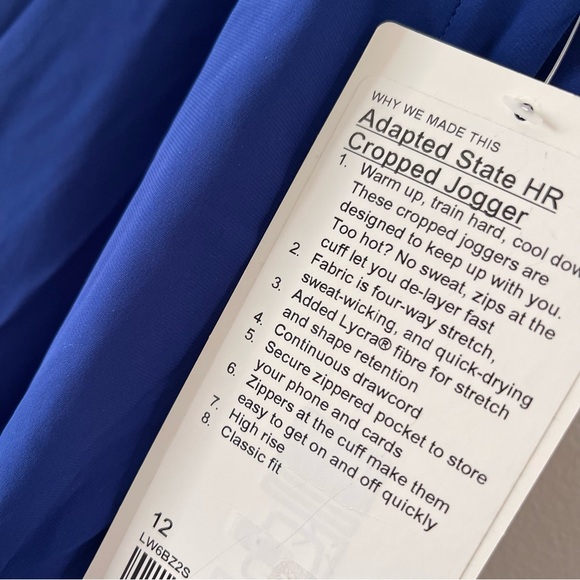 WHY WE MADE THIS
Adapted State HR
Cropped Jogger
1. Warm up, train hard, cool dow
These cropped joggers are
designed to keep up with you.
Too hot? No sweat, zips at the
cuff let you de-layer fast
2. Fabric is four-way stretch,
sweat-wicking, and quick-drying
3. Added Lycra® fibre for stretch
and shape retention
4. Continuous drawcord
5. Secure zippered pocket to store
your phone and cards
6. Zippers at the cuff make them
easy to get on and off quickly
7. High rise
8. Classic fit
12
LW6BZ2S